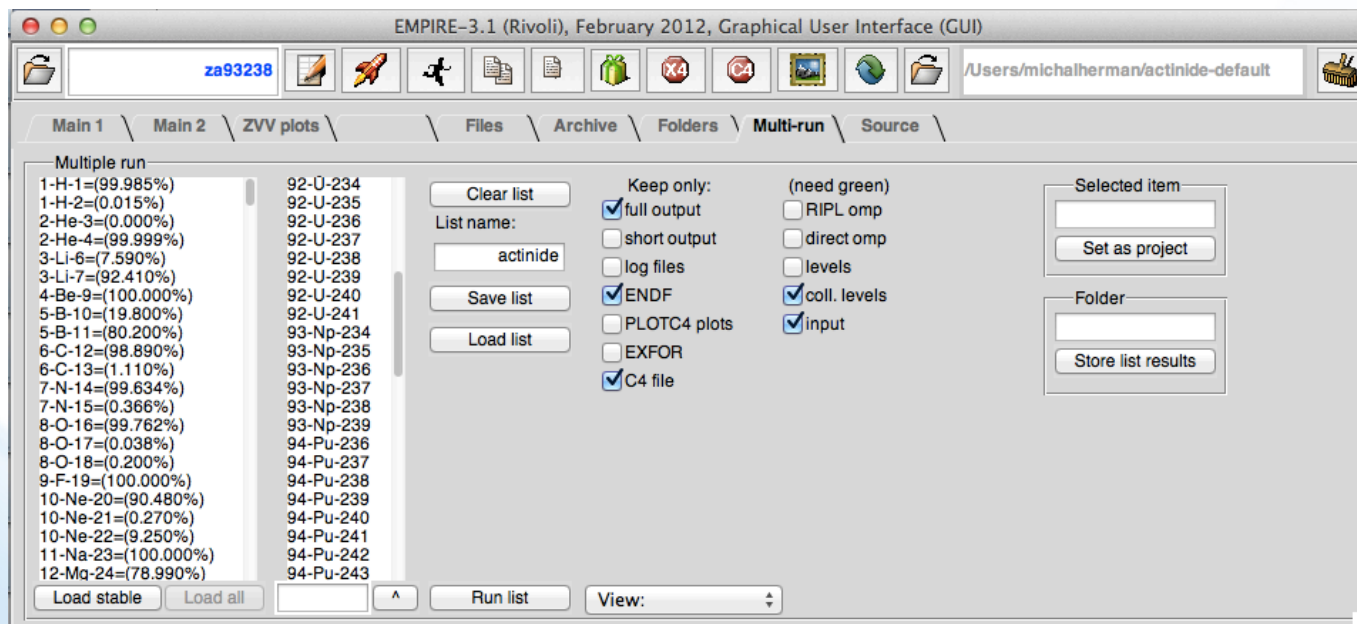 EMPIRE-3.1 (Rivoli), February 2012, Graphical User Interface (GUI)
za93238
X4
C4
/Users/michalherman/actinide-default
Main 1
Main 2
ZVV plots
Files
Archive
Folders
Multi-run
Source
Multiple run
1-H-1=(99.985%)
1-H-2=(0.015%)
2-He-3=(0.000%)
2-He-4=(99.999%)
3-Li-6=(7.590%)
3-Li-7=(92.410%)
4-Be-9=(100.000%)
5-B-10=(19.800%)
5-B-11=(80.200%)
6-C-12=(98.890%)
6-C-13=(1.110%)
7-N-14=(99.634%)
7-N-15=(0.366%)
8-O-16=(99.762%)
8-O-17=(0.038%)
8-O-18=(0.200%)
9-F-19=(100.000%)
10-Ne-20=(90.480%)
10-Ne-21=(0.270%)
10-Ne-22=(9.250%)
11-Na-23=(100.000%)
12-Mg-24=(78.990%)
92-U-234
92-U-235
92-U-236
92-U-237
92-U-238
92-U-239
92-U-240
92-U-241
93-Np-234
93-Np-235
93-Np-236
93-Np-237
93-Np-238
93-Np-239
94-Pu-236
94-Pu-237
94-Pu-238
94-Pu-239
94-Pu-240
94-Pu-241
94-Pu-242
94-Pu-243
Load stable
Load all
^
Clear list
List name:
actinide
Save list
Load list
Run list
Keep only:
full output
short output
log files
ENDF
PLOTC4 plots
EXFOR
C4 file
View:
(need green)
RIPL omp
direct omp
levels
coll. levels
input
Selected item
Set as project
Folder
Store list results